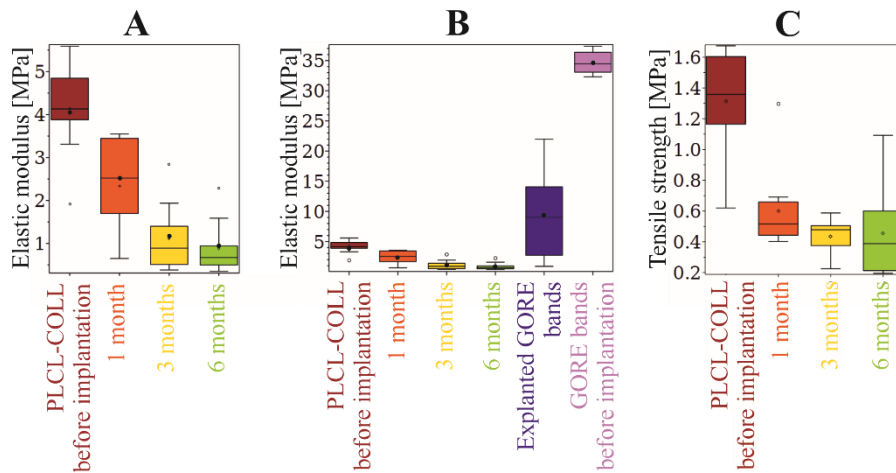 A
B
C
Elastic modulus [MPa]
5
4
3
2
1
PLCL-COLL
before implantation
1 month
3 months
6 months
Elastic modulus [MPa]
35
30
25
20
15
10
5
PLCL-COLL
before implantation
1 month
3 months
6 months
Explanted GORE
bands
GORE bands
before implantation
Tensile strength [MPa]
1.6
1.4
1.2
1.0
0.8
0.6
0.4
0.2
PLCL-COLL
before implantation
1 month
3 months
6 months